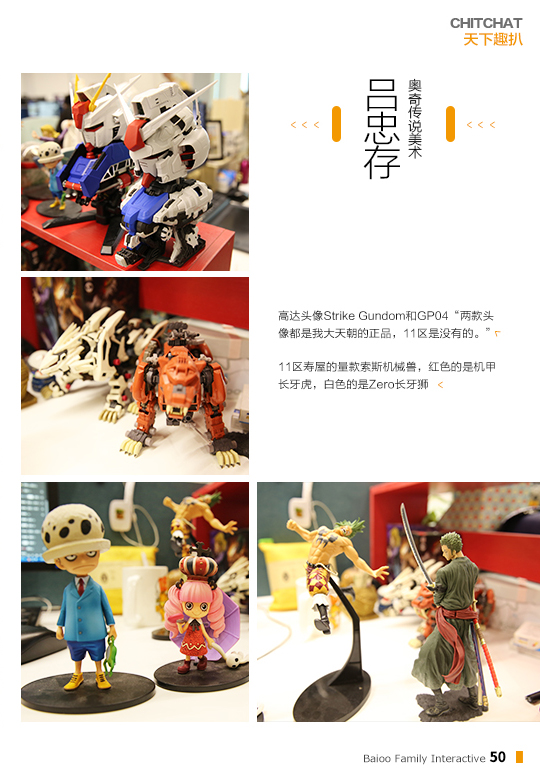 CHITCHAT
天下趣扒
吕忠存
奥奇传说美术
高达头像Strike Gundom和GP04“两款头
像都是我大天朝的正品，11区是没有的。”
11区寿屋的量款索斯机械兽，红色的是机甲
长牙虎，白色的是Zero长牙狮
Baioo Family Interactive 50